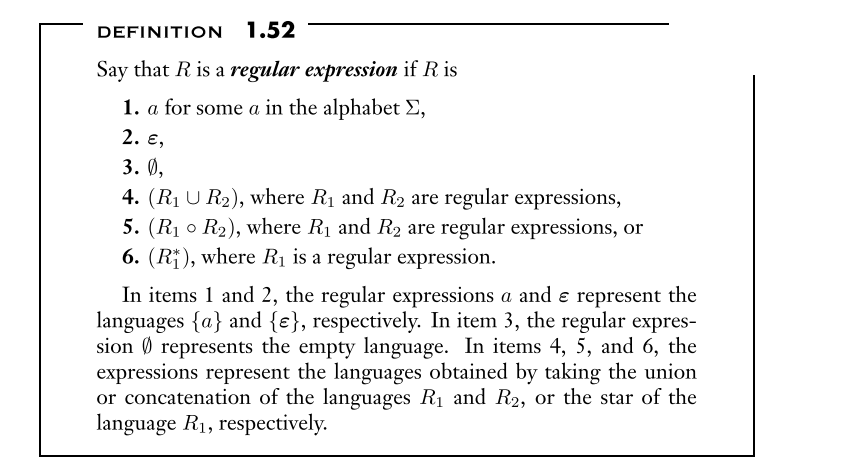 DEFINITION 1.52
Say that R is a regular expression if R is
1. a for some a in the alphabet Σ,
2. ε,
3. ∅,
4. (R₁ ∪ R₂), where R₁ and R₂ are regular expressions,
5. (R₁ ∘ R₂), where R₁ and R₂ are regular expressions, or
6. (R₁*), where R₁ is a regular expression.
In items 1 and 2, the regular expressions a and ε represent the
languages {a} and {ε}, respectively. In item 3, the regular expres-
sion ∅ represents the empty language. In items 4, 5, and 6, the
expressions represent the languages obtained by taking the union
or concatenation of the languages R₁ and R₂, or the star of the
language R₁, respectively.